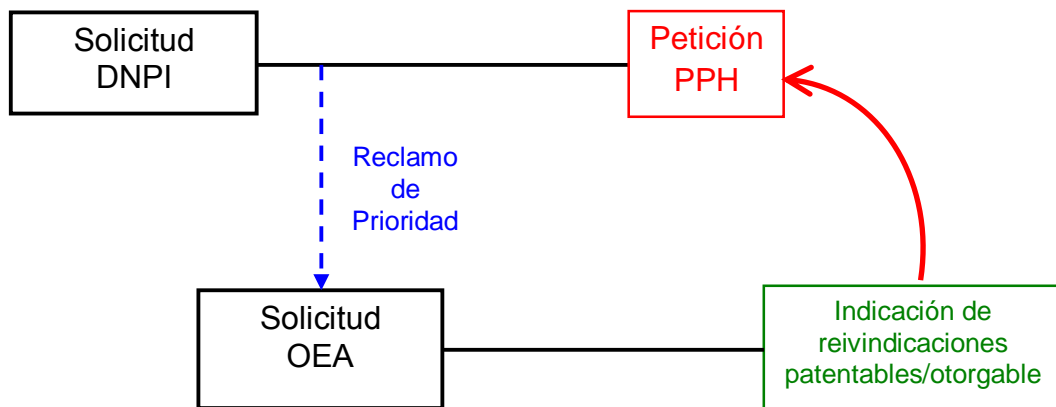 Solicitud
DNPI
Petición
PPH
Reclamo
de
Prioridad
Solicitud
OEA
Indicación de
reivindicaciones
patentables/otorgable